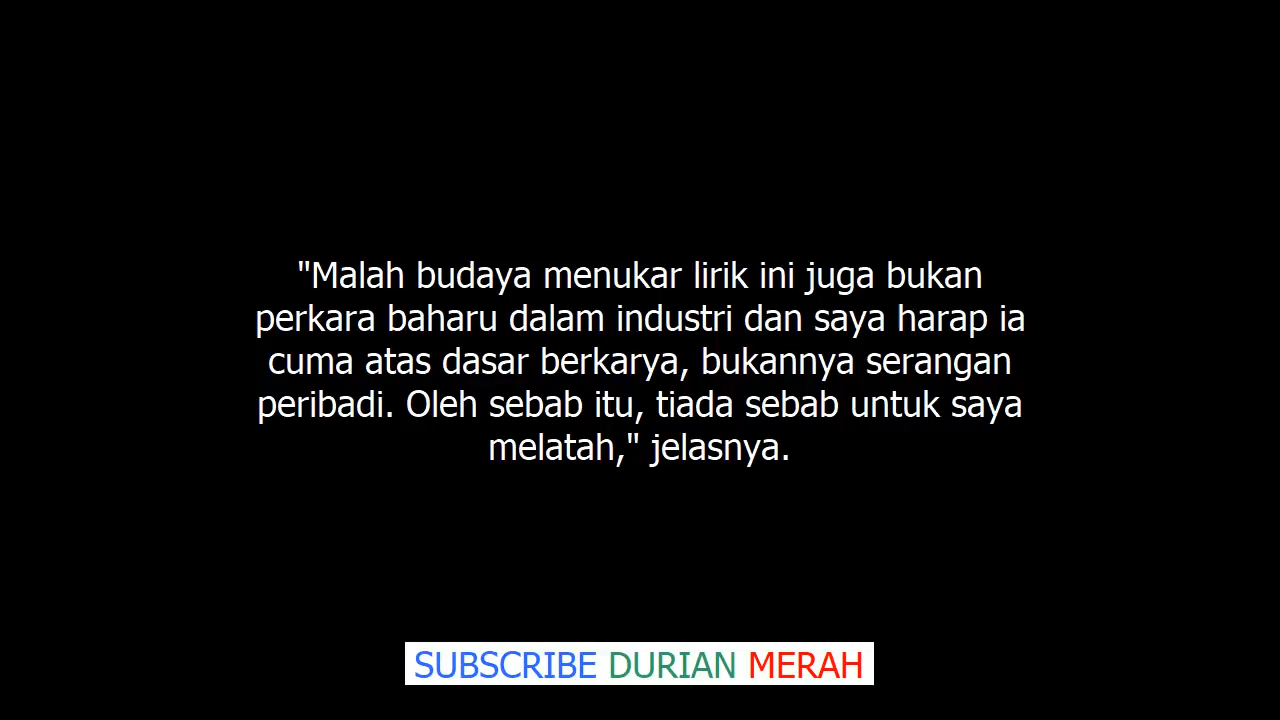 "Malah budaya menukar lirik ini juga bukan
perkara baharu dalam industri dan saya harap ia
cuma atas dasar berkarya, bukannya serangan
peribadi. Oleh sebab itu, tiada sebab untuk saya
melatah," jelasnya.
SUBSCRIBE DURIAN MERAH